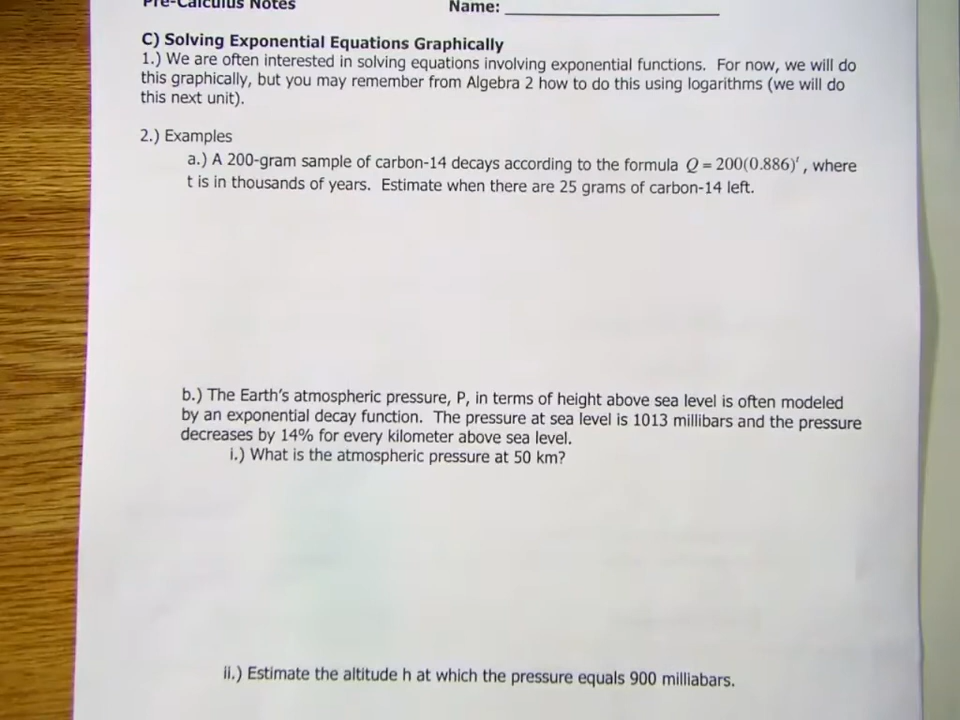 Pre-Calculus Notes Name: ____________________
C) Solving Exponential Equations Graphically
1.) We are often interested in solving equations involving exponential functions. For now, we will do
this graphically, but you may remember from Algebra 2 how to do this using logarithms (we will do
this next unit).
2.) Examples
a.) A 200-gram sample of carbon-14 decays according to the formula Q = 200(0.886)^t , where
t is in thousands of years. Estimate when there are 25 grams of carbon-14 left.
b.) The Earth's atmospheric pressure, P, in terms of height above sea level is often modeled
by an exponential decay function. The pressure at sea level is 1013 millibars and the pressure
decreases by 14% for every kilometer above sea level.
i.) What is the atmospheric pressure at 50 km?
ii.) Estimate the altitude h at which the pressure equals 900 milliabars.